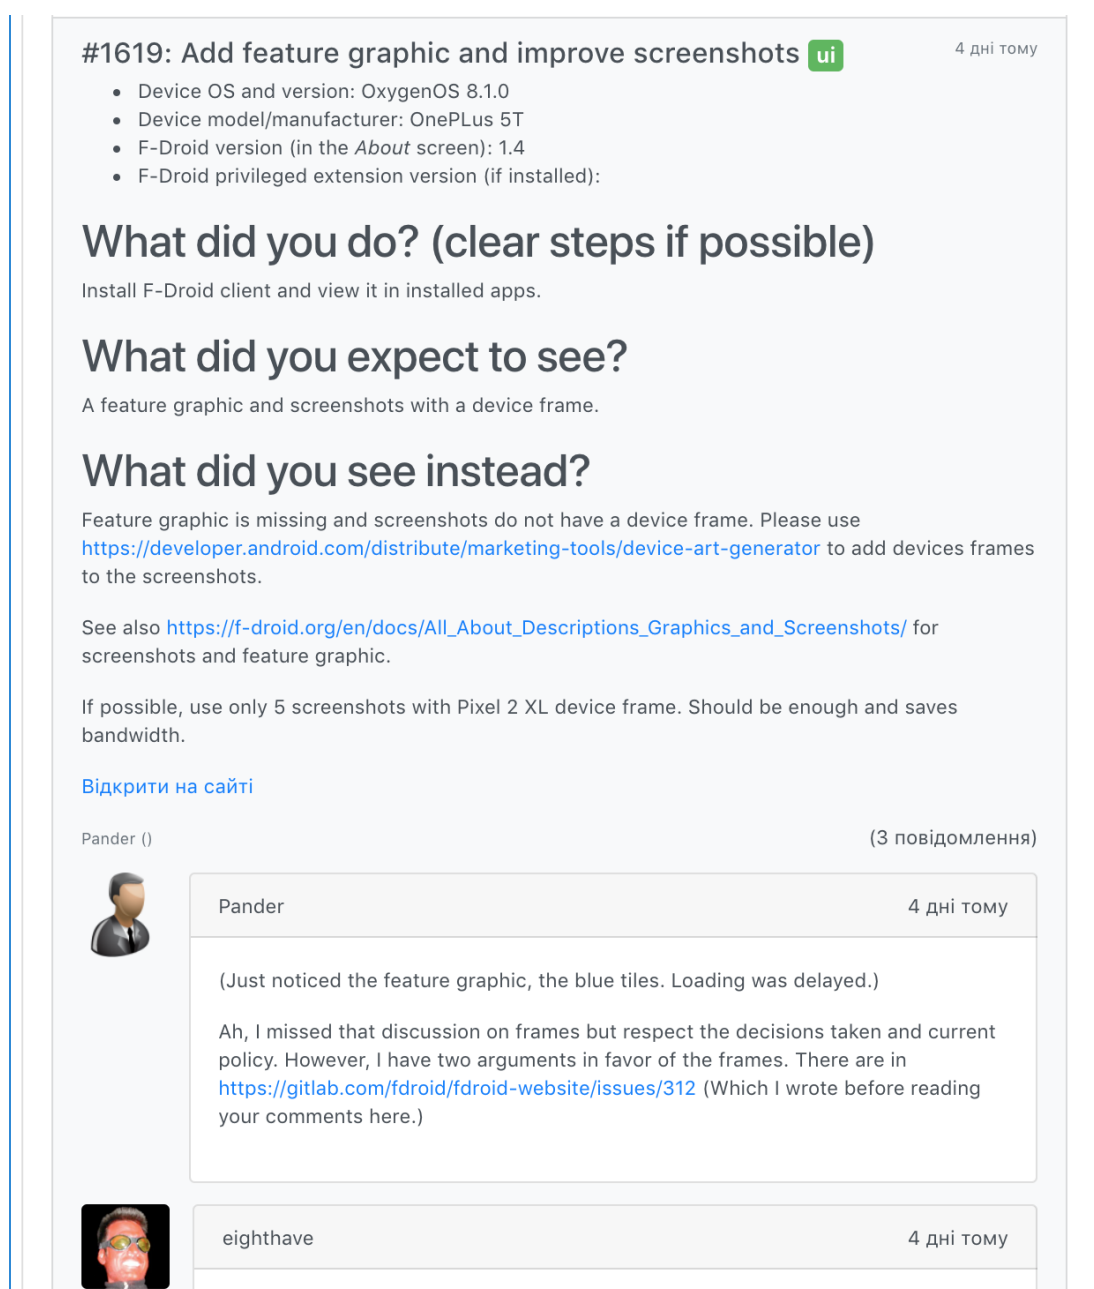 #1619: Add feature graphic and improve screenshots ui
4 дні тому
Device OS and version: OxygenOS 8.1.0
Device model/manufacturer: OnePLus 5T
F-Droid version (in the About screen): 1.4
F-Droid privileged extension version (if installed):
What did you do? (clear steps if possible)
Install F-Droid client and view it in installed apps.
What did you expect to see?
A feature graphic and screenshots with a device frame.
What did you see instead?
Feature graphic is missing and screenshots do not have a device frame. Please use
https://developer.android.com/distribute/marketing-tools/device-art-generator to add devices frames
to the screenshots.
See also https://f-droid.org/en/docs/All_About_Descriptions_Graphics_and_Screenshots/ for
screenshots and feature graphic.
If possible, use only 5 screenshots with Pixel 2 XL device frame. Should be enough and saves
bandwidth.
Відкрити на сайті
Pander ()
(3 повідомлення)
Pander
4 дні тому
(Just noticed the feature graphic, the blue tiles. Loading was delayed.)
Ah, I missed that discussion on frames but respect the decisions taken and current
policy. However, I have two arguments in favor of the frames. There are in
https://gitlab.com/fdroid/fdroid-website/issues/312 (Which I wrote before reading
your comments here.)
eighthave
4 дні тому